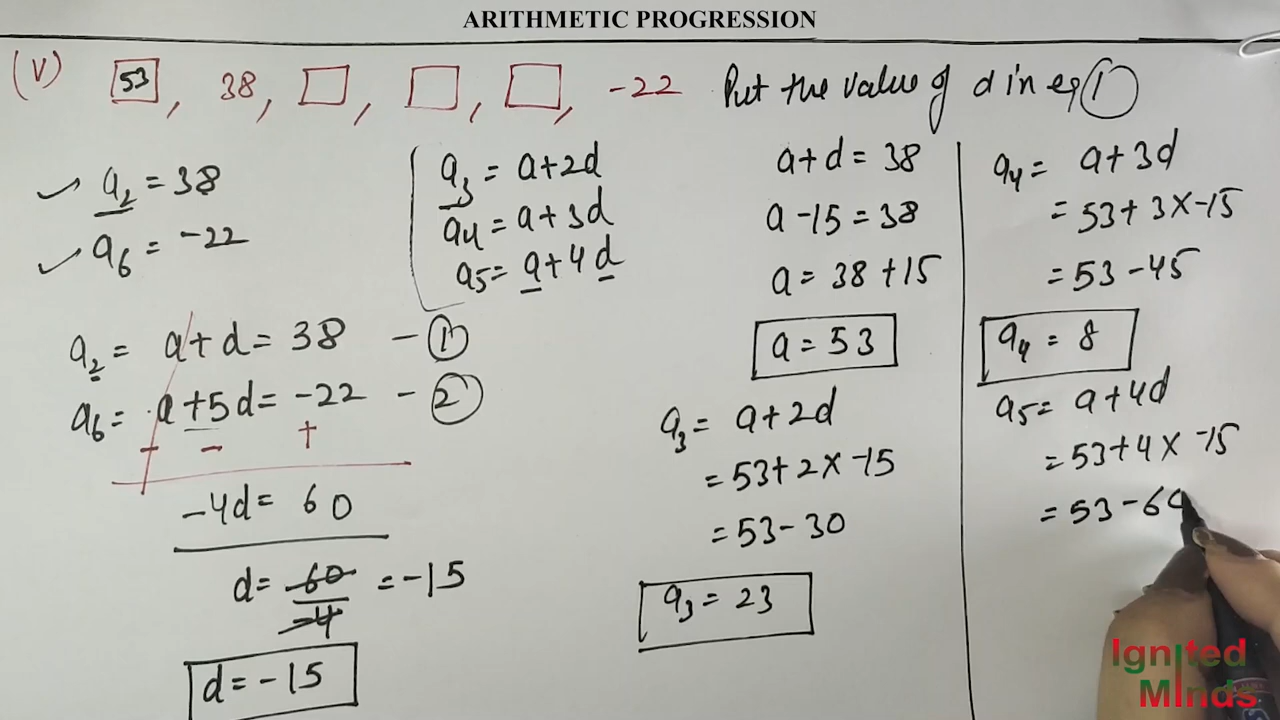 ARITHMETIC PROGRESSION
(v) 53, 38, □, □, □, -22
a₂ = 38
a₆ = -22
a₃ = a+2d
a₄ = a+3d
a₅ = a+4d
a₂ = a+d = 38 - ①
a₆ = a+5d = -22 - ②
- - +
-4d = 60
d = 60/-4 = -15
d = -15
Put the value of d in eq ①
a+d = 38
a-15 = 38
a = 38+15
a = 53
a₃ = a+2d
= 53+2×-15
= 53-30
a₃ = 23
a₄ = a+3d
= 53+3×-15
= 53-45
a₄ = 8
a₅ = a+4d
= 53+4×-15
= 53-60
Ignited
Minds